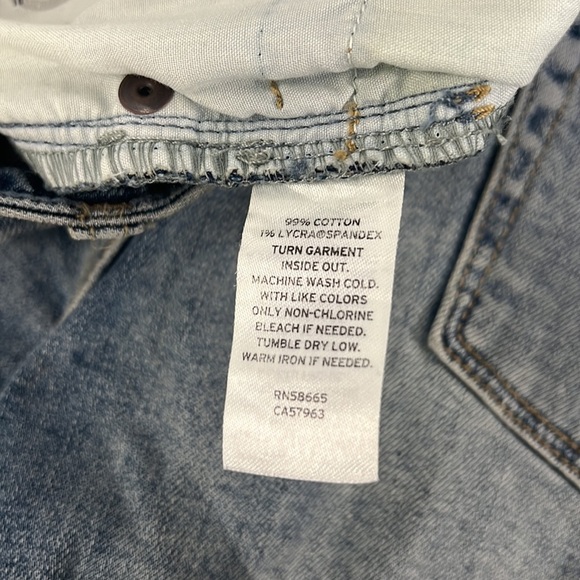 99% COTTON
1% LYCRA®SPANDEX
TURN GARMENT
INSIDE OUT.
MACHINE WASH COLD.
WITH LIKE COLORS
ONLY NON-CHLORINE
BLEACH IF NEEDED.
TUMBLE DRY LOW.
WARM IRON IF NEEDED.
RN58665
CA57963